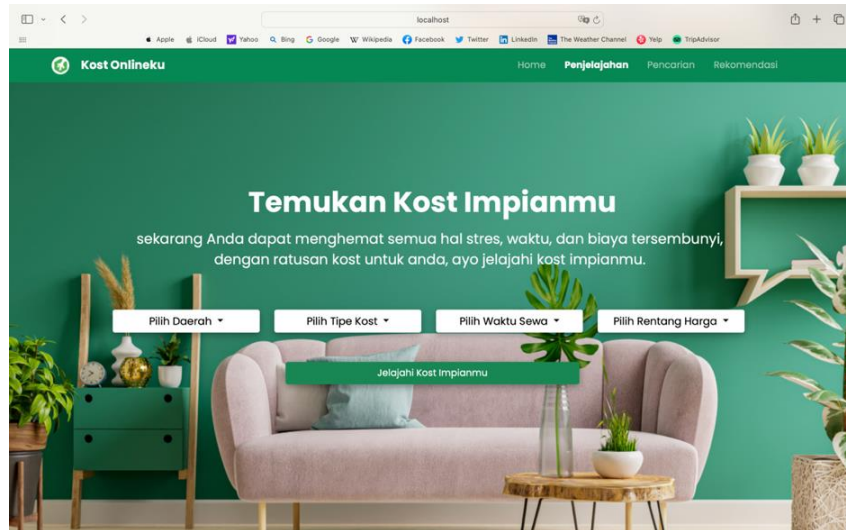 localhost
Apple iCloud Yahoo Bing Google Wikipedia Facebook Twitter LinkedIn The Weather Channel Yelp TripAdvisor
Kost Onlineku Home Penjelajahan Pencarian Rekomendasi
Temukan Kost Impianmu
sekarang Anda dapat menghemat semua hal stres, waktu, dan biaya tersembunyi,
dengan ratusan kost untuk anda, ayo jelajahi kost impianmu.
Pilih Daerah Pilih Tipe Kost Pilih Waktu Sewa Pilih Rentang Harga
Jelajahi Kost Impianmu